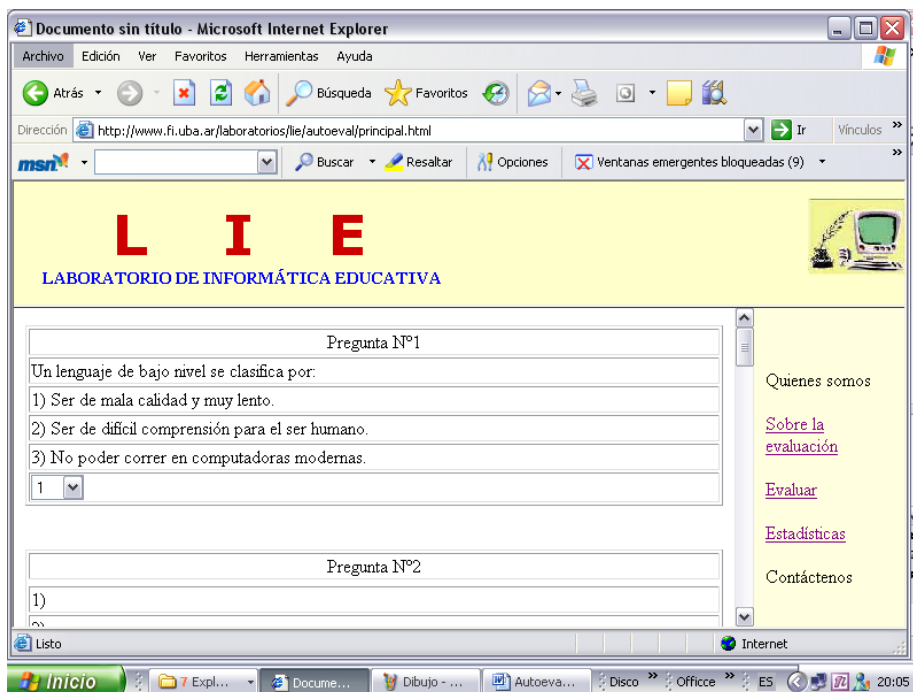 Documento sin título - Microsoft Internet Explorer
Archivo Edición Ver Favoritos Herramientas Ayuda
Atrás Búsqueda Favoritos
Dirección http://www.fi.uba.ar/laboratorios/lie/autoeval/principal.html Ir Vínculos »
msn Buscar Resaltar Opciones Ventanas emergentes bloqueadas (9) »
L I E
LABORATORIO DE INFORMÁTICA EDUCATIVA
Pregunta Nº1
Un lenguaje de bajo nivel se clasifica por:
1) Ser de mala calidad y muy lento.
2) Ser de difícil comprensión para el ser humano.
3) No poder correr en computadoras modernas.
1
Pregunta Nº2
1)
Quienes somos
Sobre la
evaluación
Evaluar
Estadísticas
Contáctenos
Listo Internet
Inicio 7 Expl... Docume... Dibujo - ... Autoeva... Disco » Officce » ES 20:05